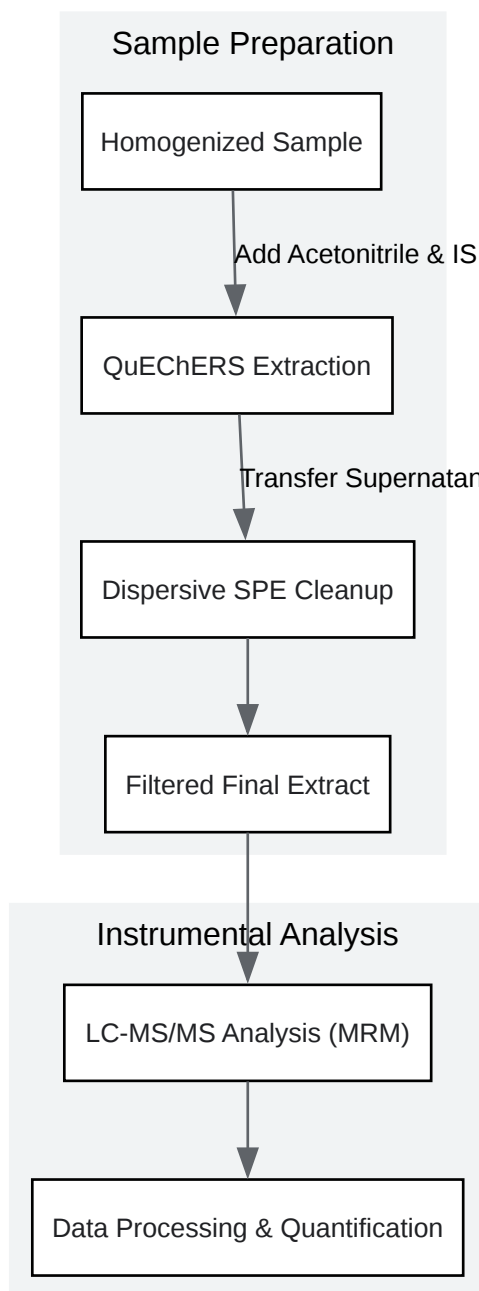 Sample Preparation
Homogenized Sample
Add Acetonitrile & IS
QuEChERS Extraction
Transfer Supernatan
Dispersive SPE Cleanup
Filtered Final Extract
Instrumental Analysis
LC-MS/MS Analysis (MRM)
Data Processing & Quantification